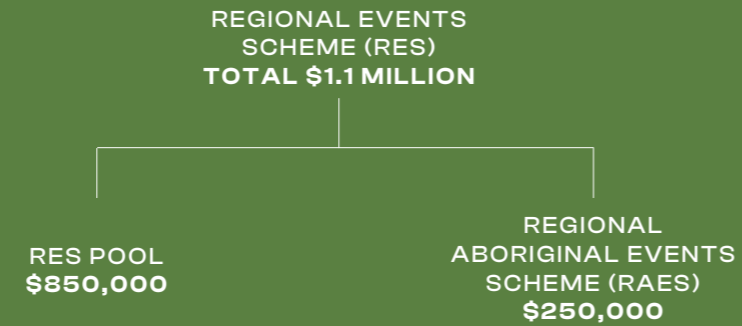 REGIONAL EVENTS
SCHEME (RES)
TOTAL $1.1 MILLION
RES POOL
$850,000
REGIONAL
ABORIGINAL EVENTS
SCHEME (RAES)
$250,000